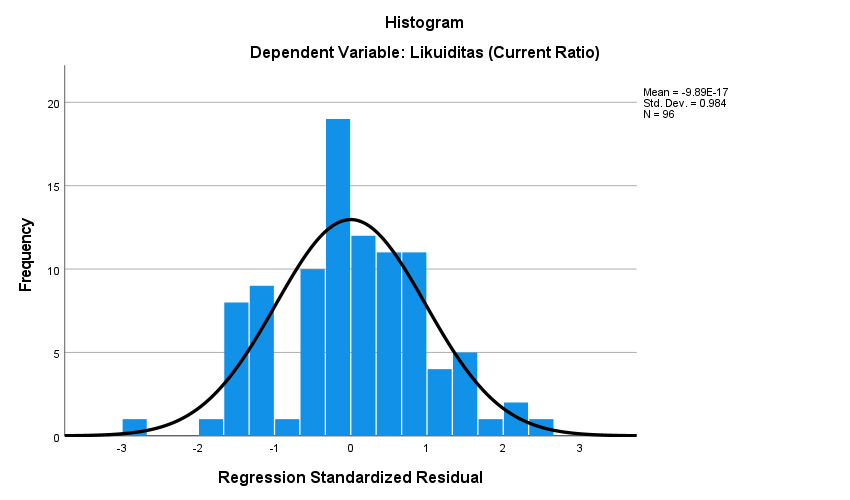 Histogram
Dependent Variable: Likuiditas (Current Ratio)
Mean = -9.89E-17
Std. Dev. = 0.984
N = 96
20
15
10
5
0
Frequency
-3 -2 -1 0 1 2 3
Regression Standardized Residual